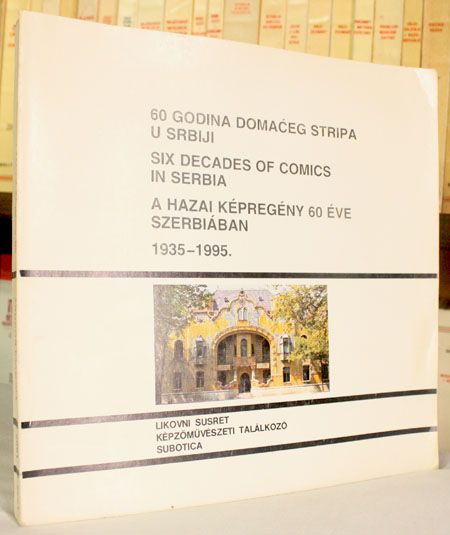 60 GODINA DOMAĆEG STRIPA
U SRBIJI
SIX DECADES OF COMICS
IN SERBIA
A HAZAI KÉPREGÉNY 60 ÉVE
SZERBIÁBAN
1935–1995.
LIKOVNI SUSRET
KÉPZŐMŰVÉSZETI TALÁLKOZÓ
SUBOTICA